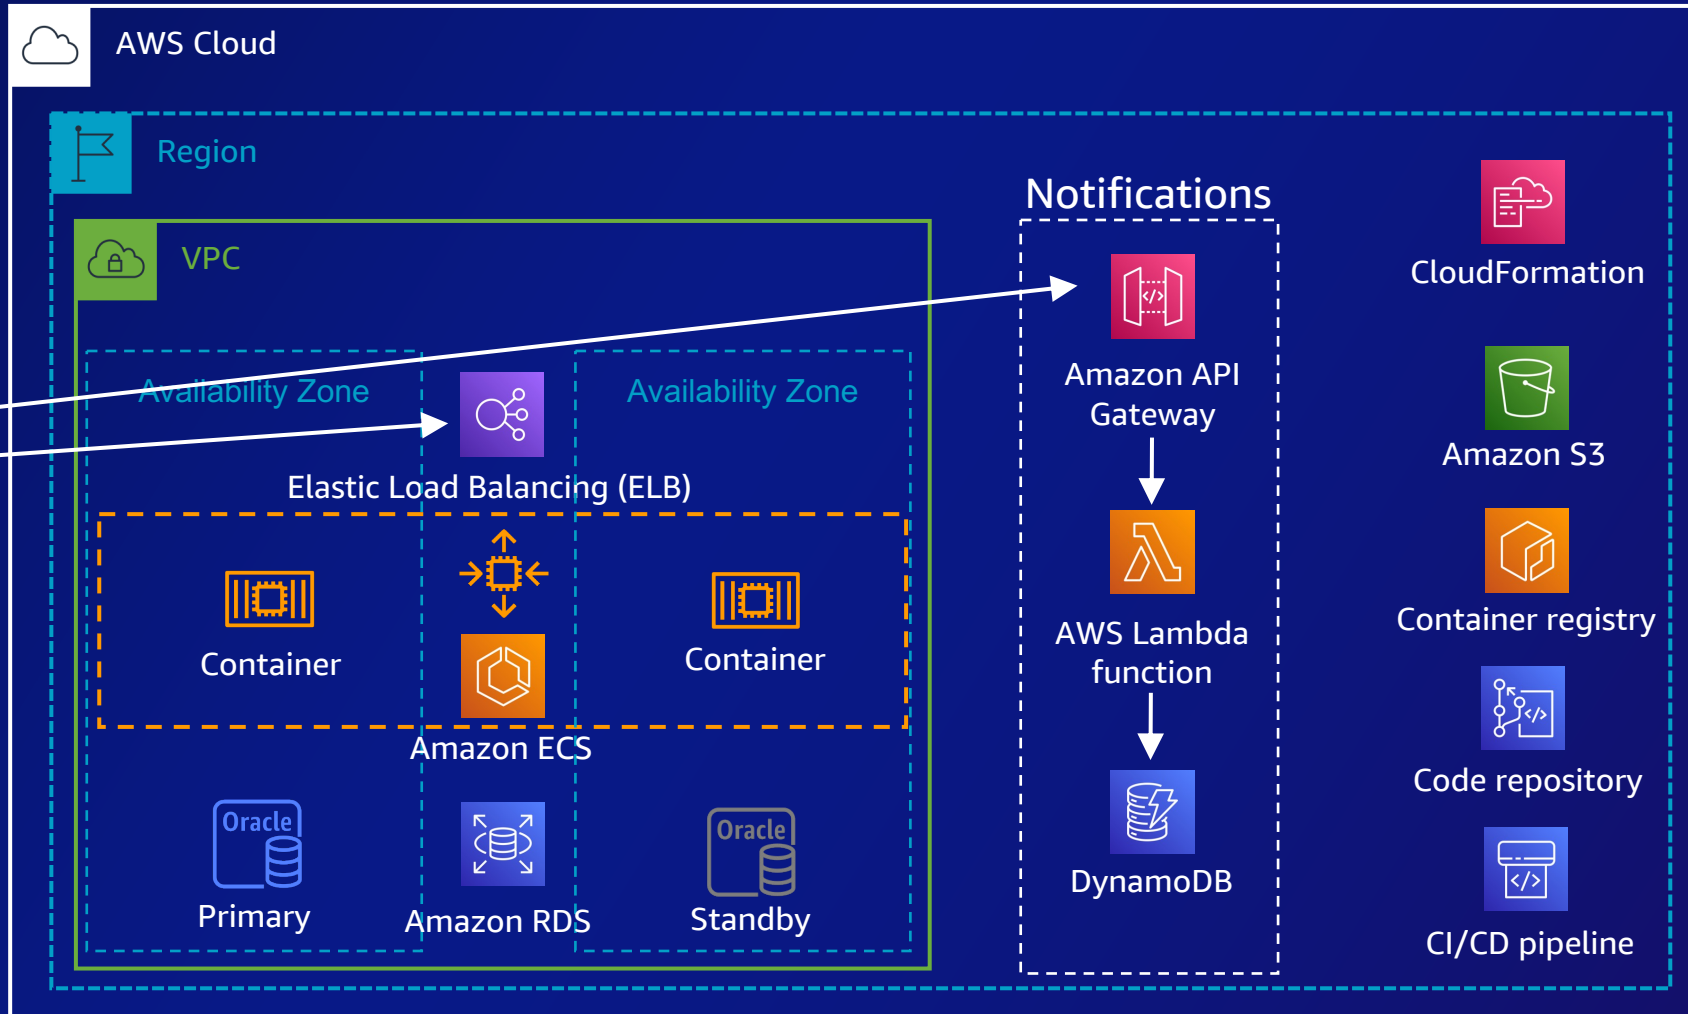 AWS Cloud
Region
VPC
Availability Zone
Availability Zone
Elastic Load Balancing (ELB)
Container
Container
Amazon ECS
Oracle
Primary
Amazon RDS
Oracle
Standby
Notifications
Amazon API
Gateway
</>
AWS Lambda
function
DynamoDB
CloudFormation
Amazon S3
Container registry
</>
Code repository
</>
CI/CD pipeline